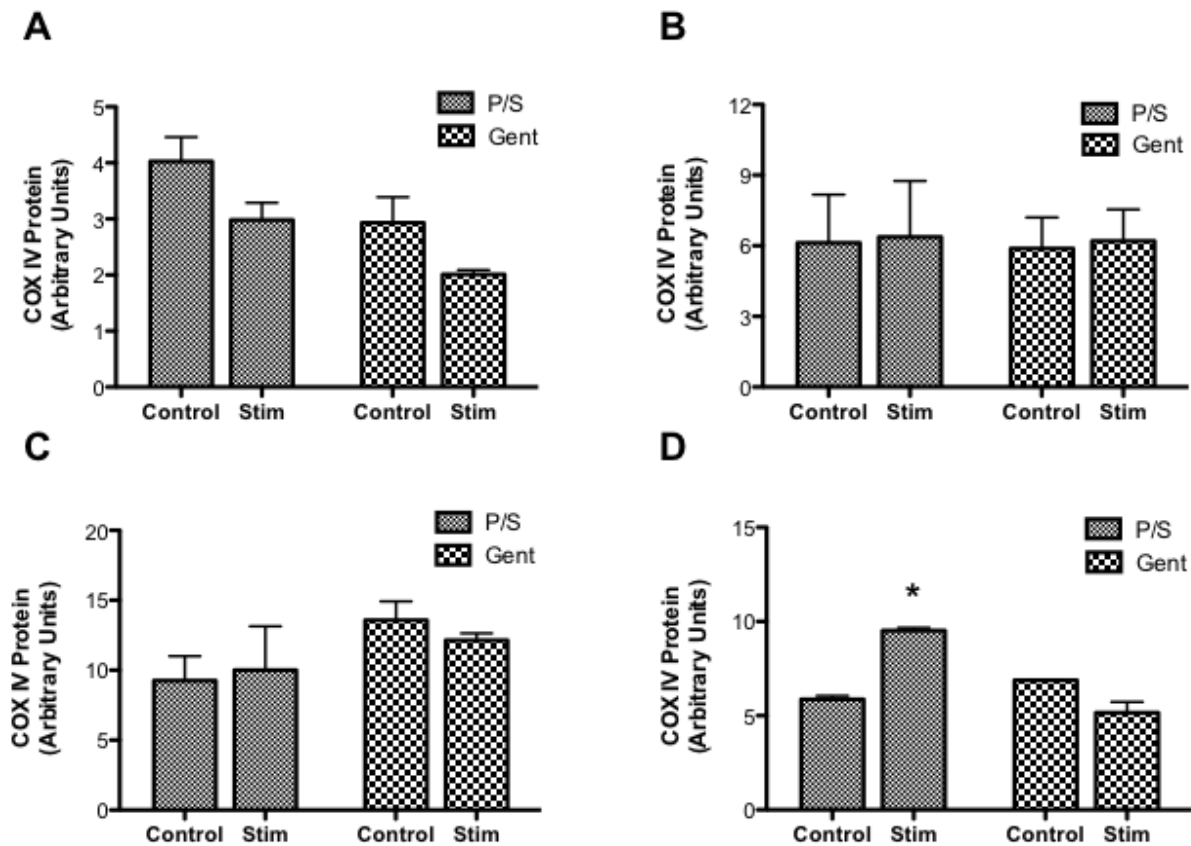 A
COX IV Protein
(Arbitrary Units)
5
4
3
2
1
0
P/S
Gent
Control Stim Control Stim
B
COX IV Protein
(Arbitrary Units)
12
9
6
3
0
P/S
Gent
Control Stim Control Stim
C
COX IV Protein
(Arbitrary Units)
20
15
10
5
0
P/S
Gent
Control Stim Control Stim
D
COX IV Protein
(Arbitrary Units)
15
10
5
0
P/S
Gent
*
Control Stim Control Stim